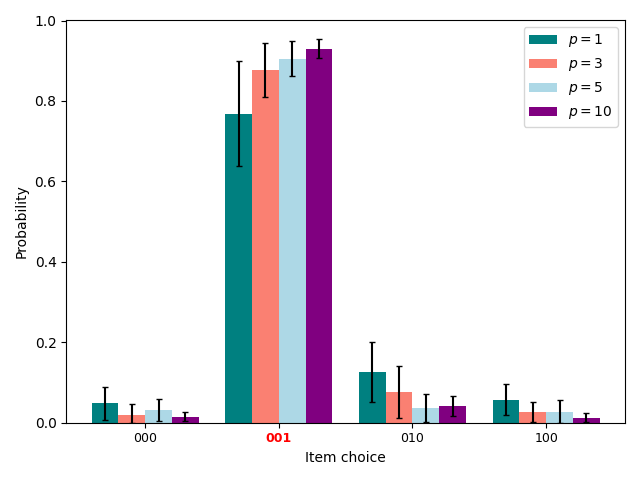 1.0
0.8
0.6
0.4
0.2
0.0
Probability
p = 1
p = 3
p = 5
p = 10
000 001 010 100
Item choice